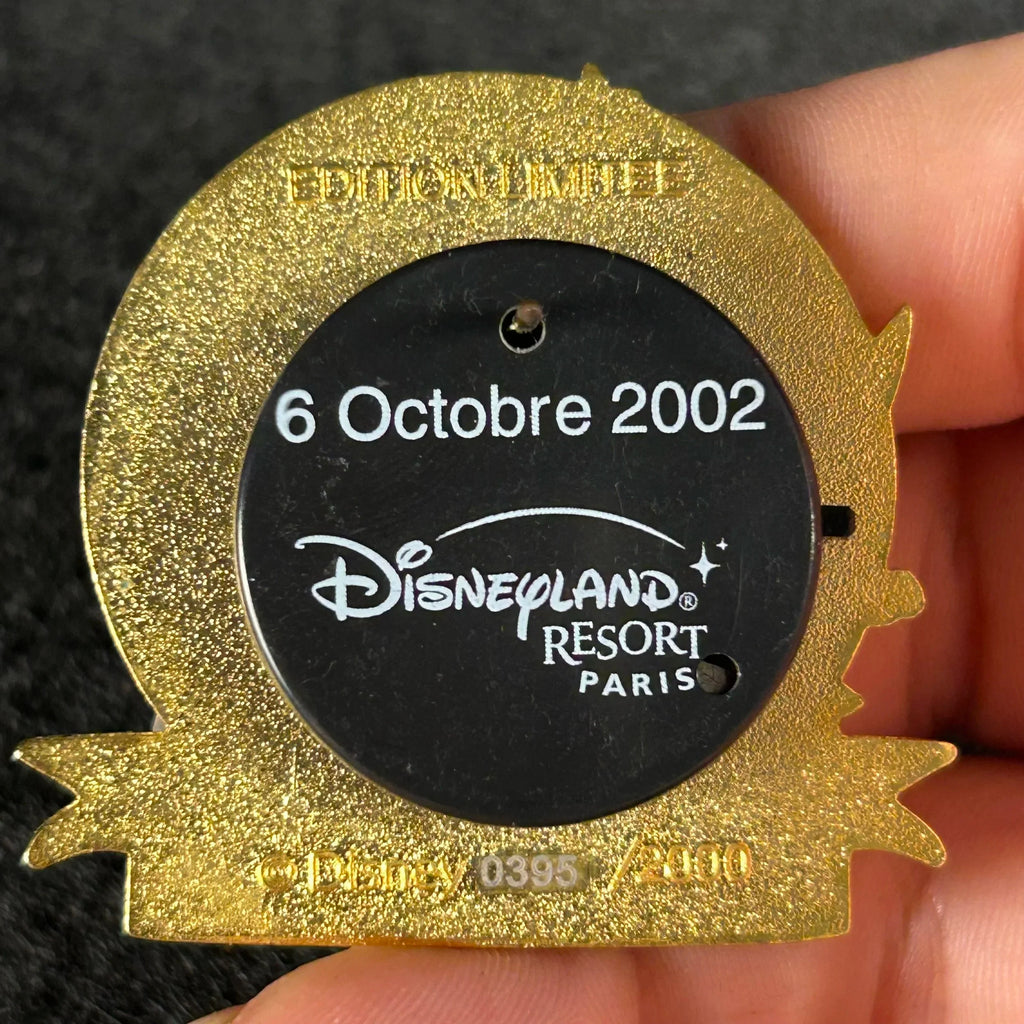 EDITION LIMITEE
6 Octobre 2002
DISNEYLAND®
RESORT
PARIS
© Disney 0395 /2000